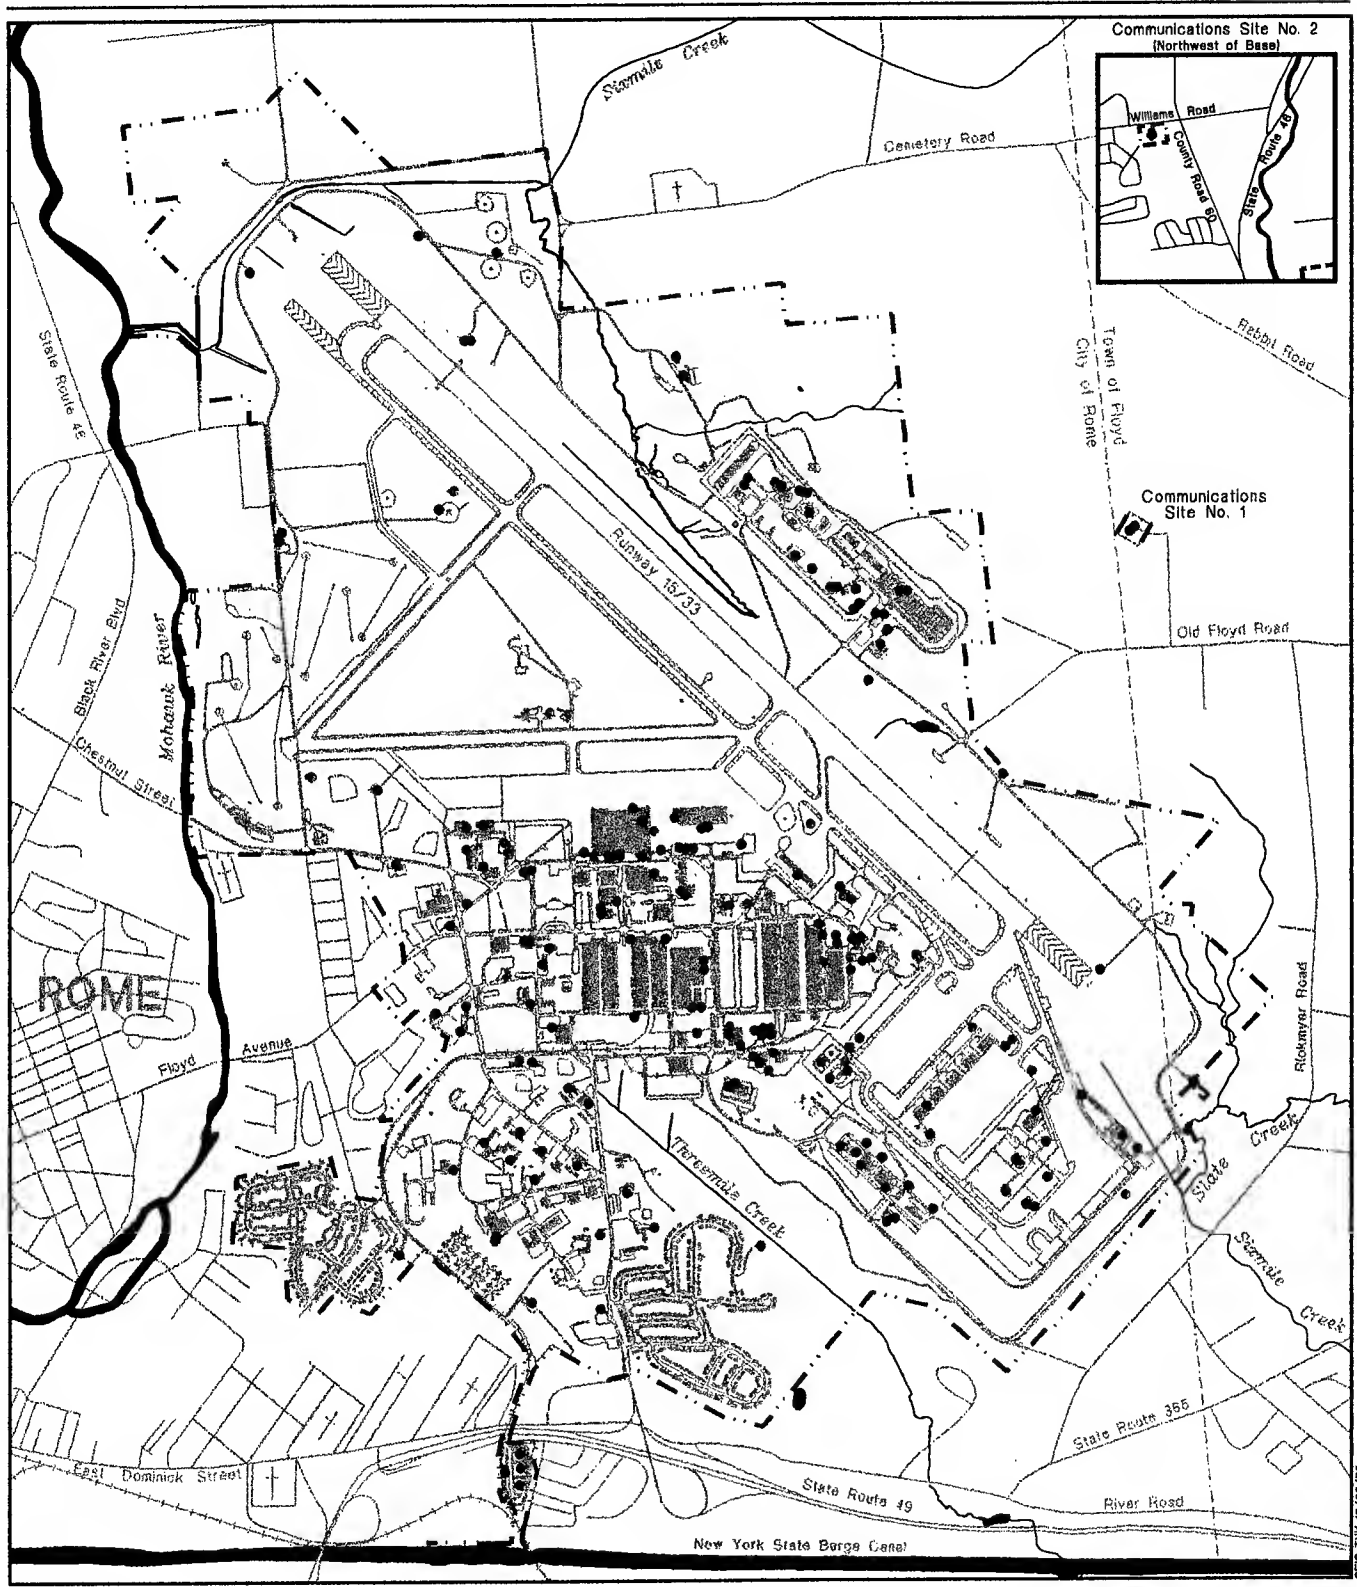 Communications Site No. 2
(Northwest of Base)
Sixmile Creek
Williams Road
County Road 60
State Route 46
Cemetery Road
State Route 46
Town of Floyd
City of Rome
Rabbit Road
Communications
Site No. 1
Runway 15/33
Old Floyd Road
Black River Blvd
Mohawk River
Chestnut Street
ROME
Floyd Avenue
Rickmyer Road
Threemile Creek
Slate Creek
Sixmile Creek
State Route 365
East Dominick Street
State Route 49
River Road
New York State Barge Canal